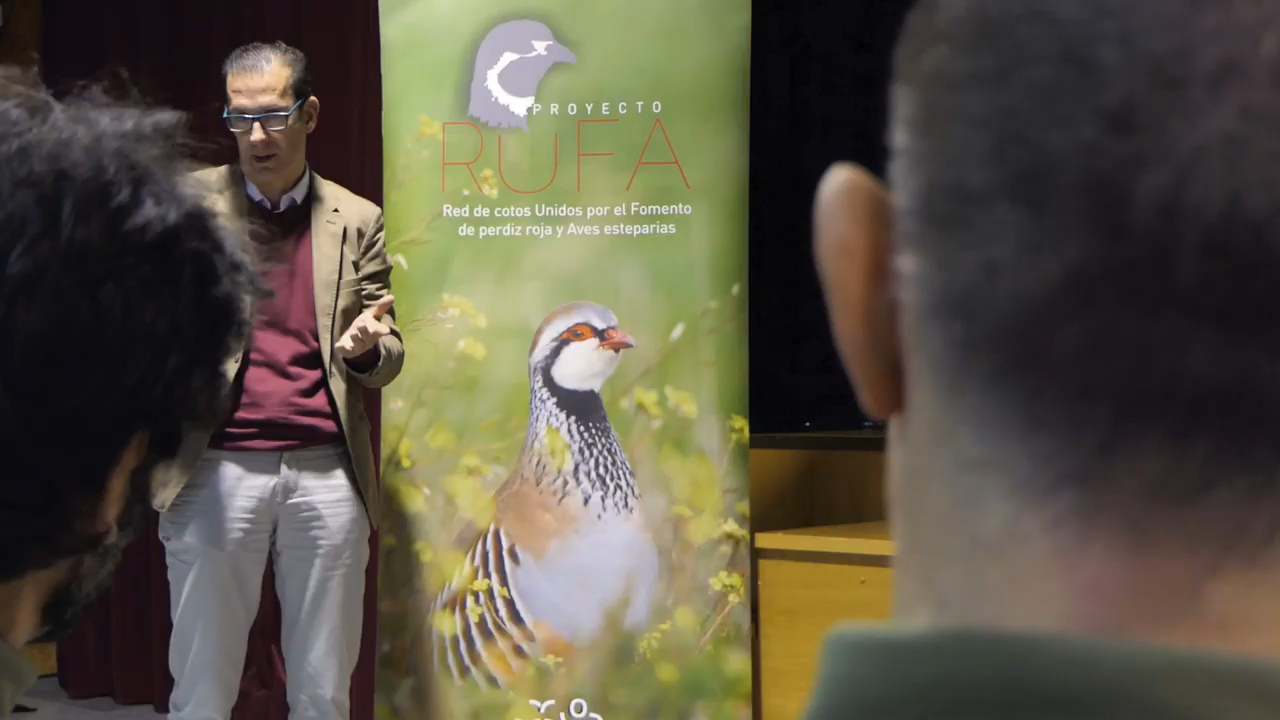 PROYECTO
RUFA
Red de cotos Unidos por el Fomento
de perdiz roja y Aves esteparias